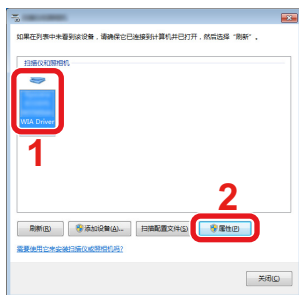 如果在列表中未看到该设备，请确保它已连接到计算机并已打开，然后选择“刷新”。
扫描仪和照相机
WIA Driver
1
2
刷新(R)
添加设备(A)...
扫描配置文件(S)
属性(P)
需要使用它来安装扫描仪或照相机吗?
关闭(C)